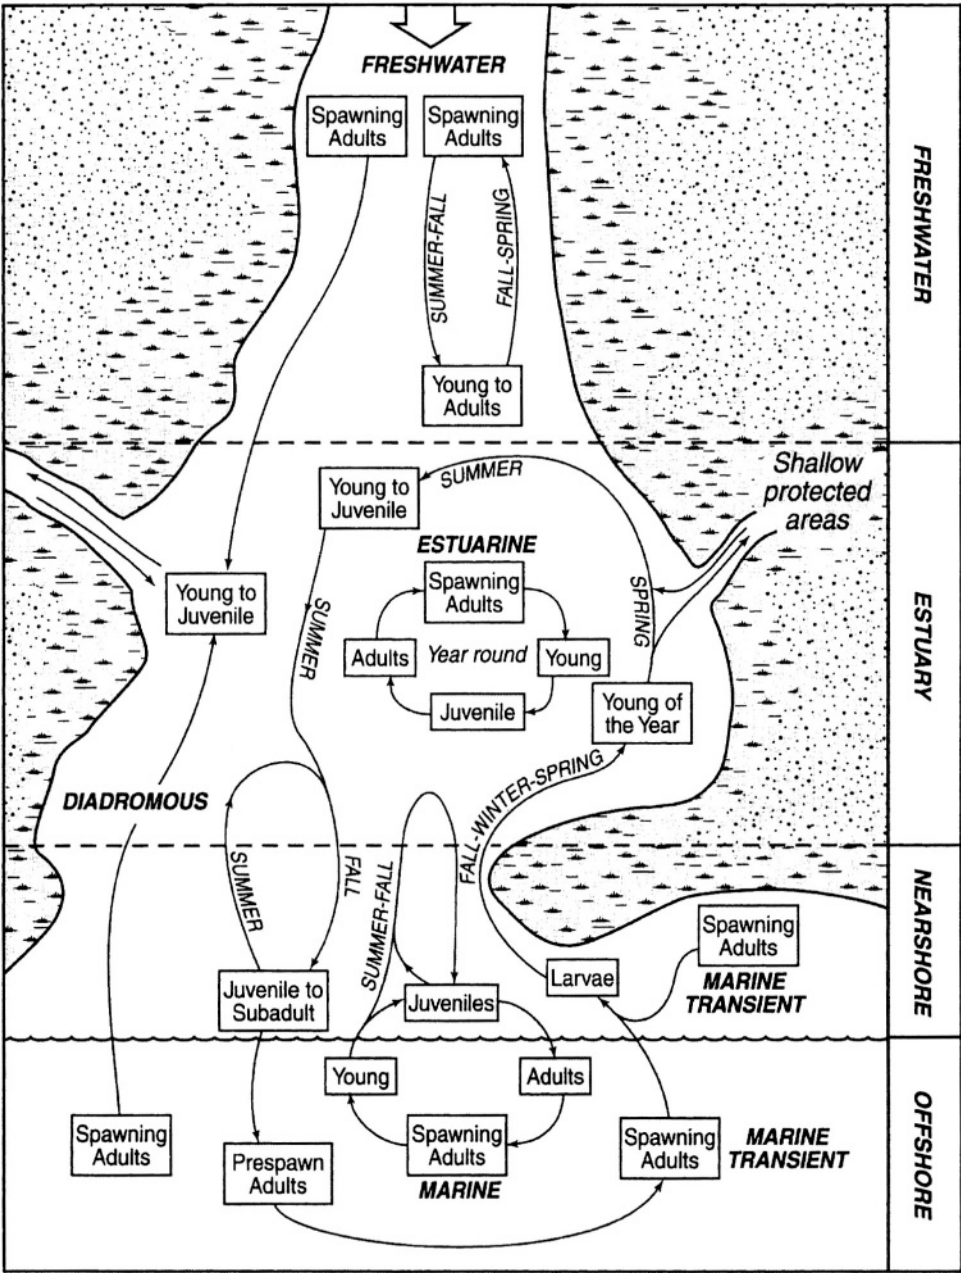 FRESHWATER
Spawning
Adults
Spawning
Adults
SUMMER-FALL
FALL-SPRING
Young to
Adults
FRESHWATER
SUMMER
Shallow
protected
areas
Young to
Juvenile
ESTUARINE
Spawning
Adults
Young to
Juvenile
SUMMER
SPRING
Adults
Year round
Young
Juvenile
Young of
the Year
ESTUARY
DIADROMOUS
FALL-WINTER-SPRING
SUMMER
FALL
SUMMER-FALL
Spawning
Adults
MARINE
TRANSIENT
Larvae
Juvenile to
Subadult
Juveniles
NEARSHORE
Young
Adults
Spawning
Adults
Prespawn
Adults
Spawning
Adults
MARINE
Spawning
Adults
MARINE
TRANSIENT
OFFSHORE